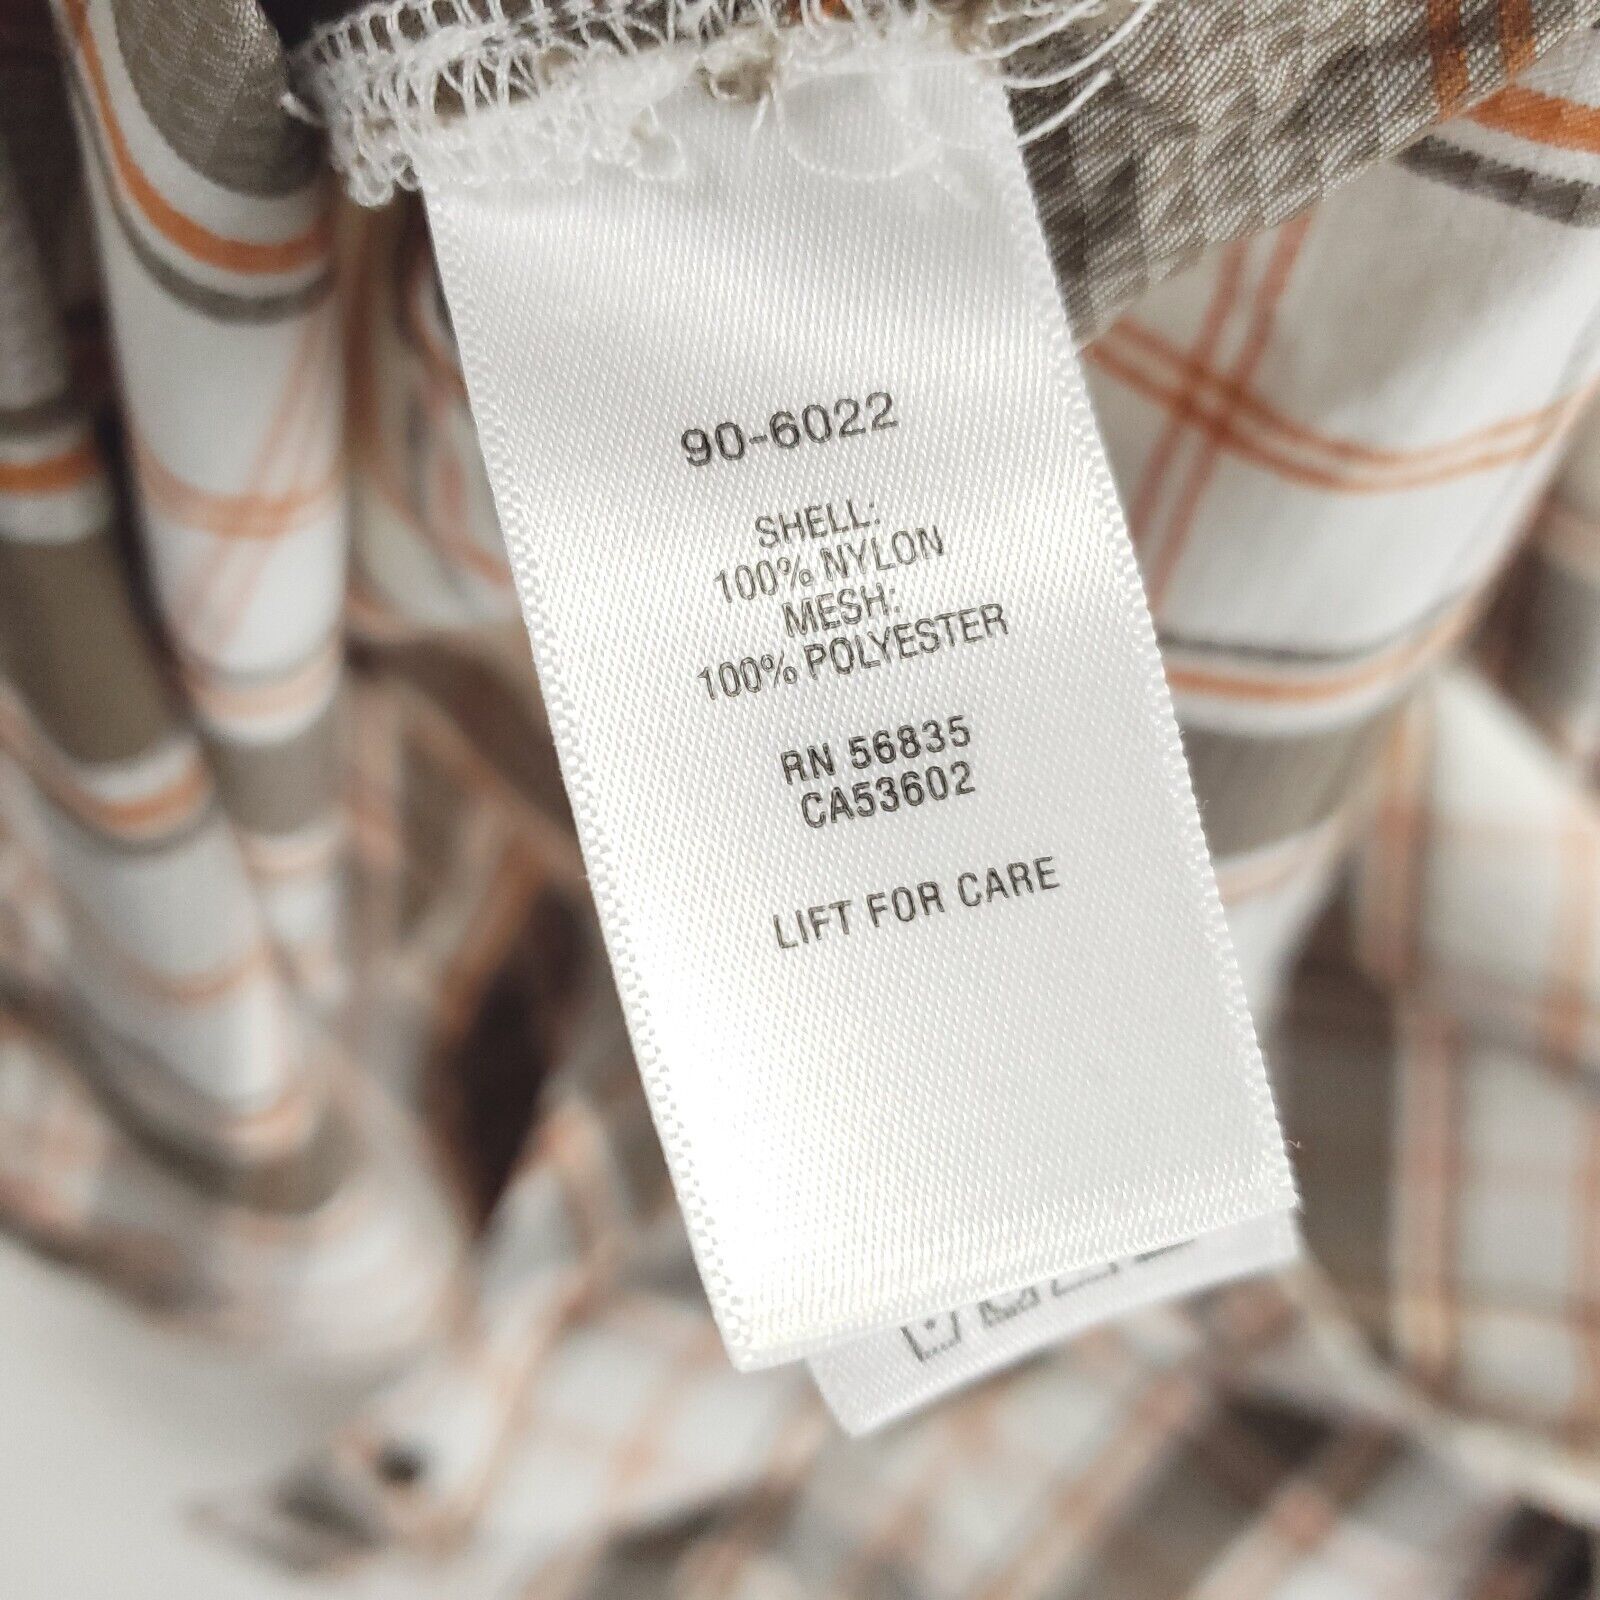 90-6022
SHELL:
100% NYLON
MESH:
100% POLYESTER
RN 56835
CA53602
LIFT FOR CARE